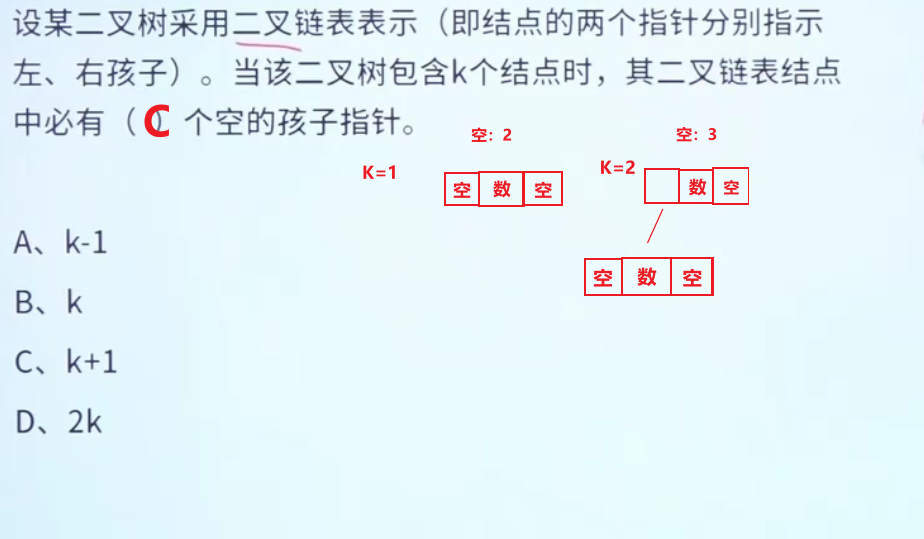 设某二叉树采用二叉链表表示（即结点的两个指针分别指示
左、右孩子）。当该二叉树包含k个结点时，其二叉链表结点
中必有（C）个空的孩子指针。
空：2
空：3
K=1
空 数 空
K=2
数 空
空 数 空
A、k-1
B、k
C、k+1
D、2k